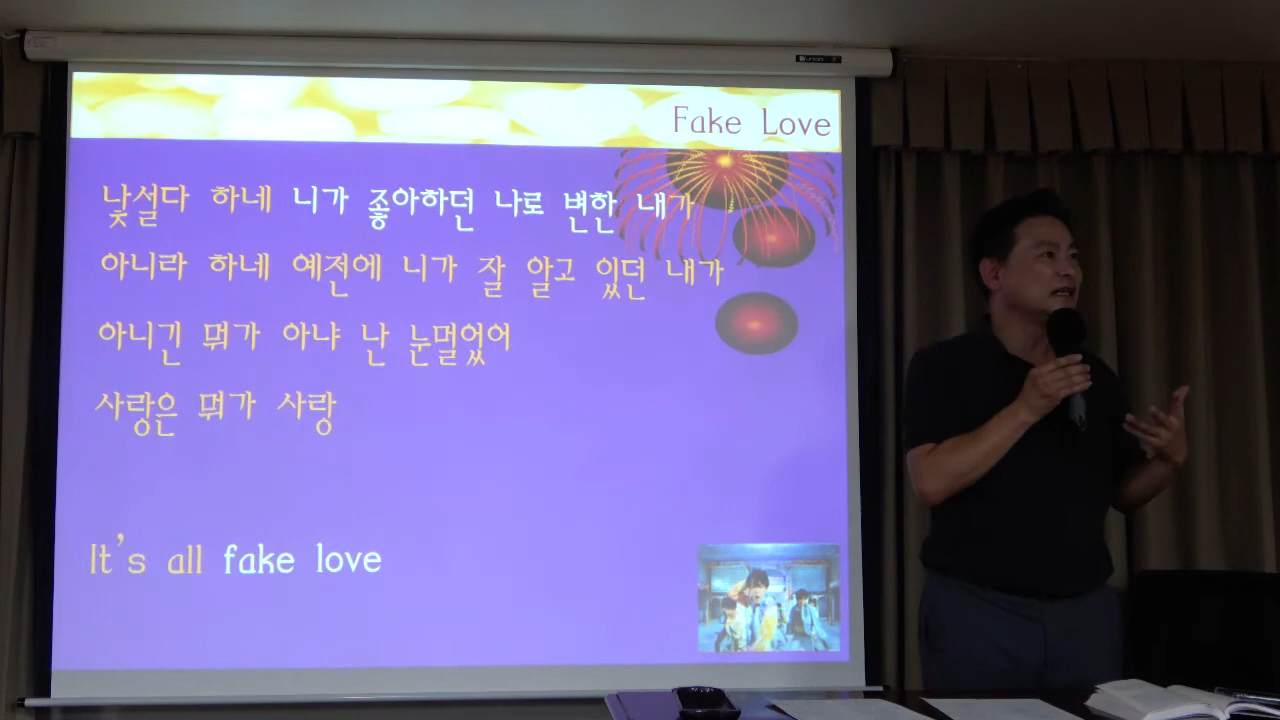 Fake Love
낯설다 하네 니가 좋아하던 나로 변한 내가
아니라 하네 예전에 니가 잘 알고 있던 내가
아니긴 뭐가 아냐 난 눈멀었어
사랑은 뭐가 사랑
It's all fake love